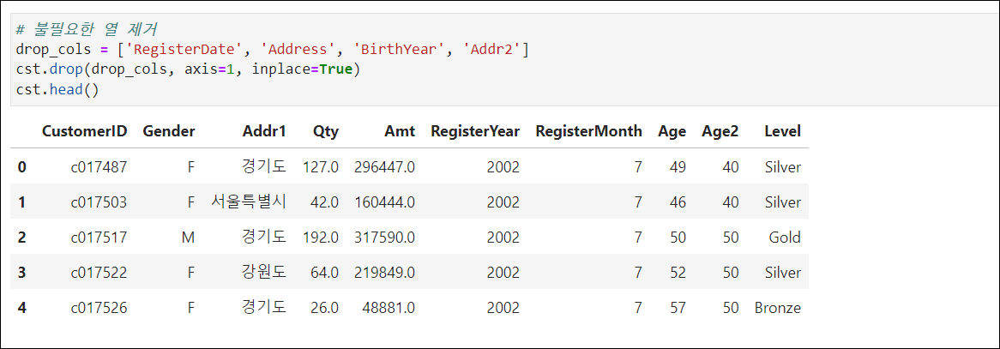 # 불필요한 열 제거
drop_cols = ['RegisterDate', 'Address', 'BirthYear', 'Addr2']
cst.drop(drop_cols, axis=1, inplace=True)
cst.head()
CustomerID Gender Addr1 Qty Amt RegisterYear RegisterMonth Age Age2 Level
0 c017487 F 경기도 127.0 296447.0 2002 7 49 40 Silver
1 c017503 F 서울특별시 42.0 160444.0 2002 7 46 40 Silver
2 c017517 M 경기도 192.0 317590.0 2002 7 50 50 Gold
3 c017522 F 강원도 64.0 219849.0 2002 7 52 50 Silver
4 c017526 F 경기도 26.0 48881.0 2002 7 57 50 Bronze